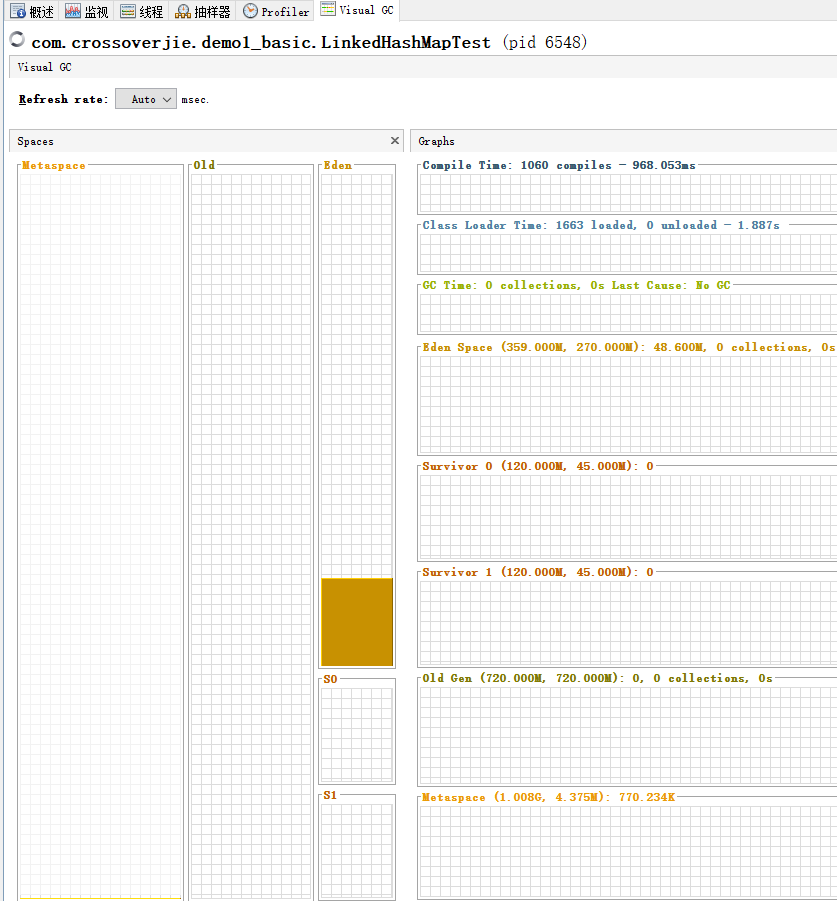 概述 监视 线程 抽样器 Profiler Visual GC
com.crossoverjie.demo1_basic.LinkedHashMapTest (pid 6548)
Visual GC
Refresh rate: Auto msec.
Spaces
Metaspace
Old
Eden
S0
S1
Graphs
Compile Time: 1060 compiles - 968.053ms
Class Loader Time: 1663 loaded, 0 unloaded - 1.887s
GC Time: 0 collections, 0s Last Cause: No GC
Eden Space (359.000M, 270.000M): 48.600M, 0 collections, 0s
Survivor 0 (120.000M, 45.000M): 0
Survivor 1 (120.000M, 45.000M): 0
Old Gen (720.000M, 720.000M): 0, 0 collections, 0s
Metaspace (1.008G, 4.375M): 770.234K